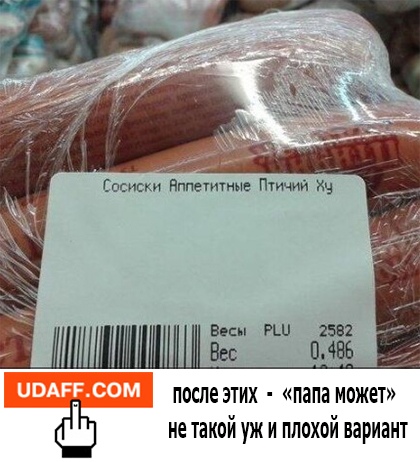 Сосиски Аппетитные Птичий Ху
Весы PLU 2582
Вес 0,486
UDAFF.COM
после этих - «папа может»
не такой уж и плохой вариант